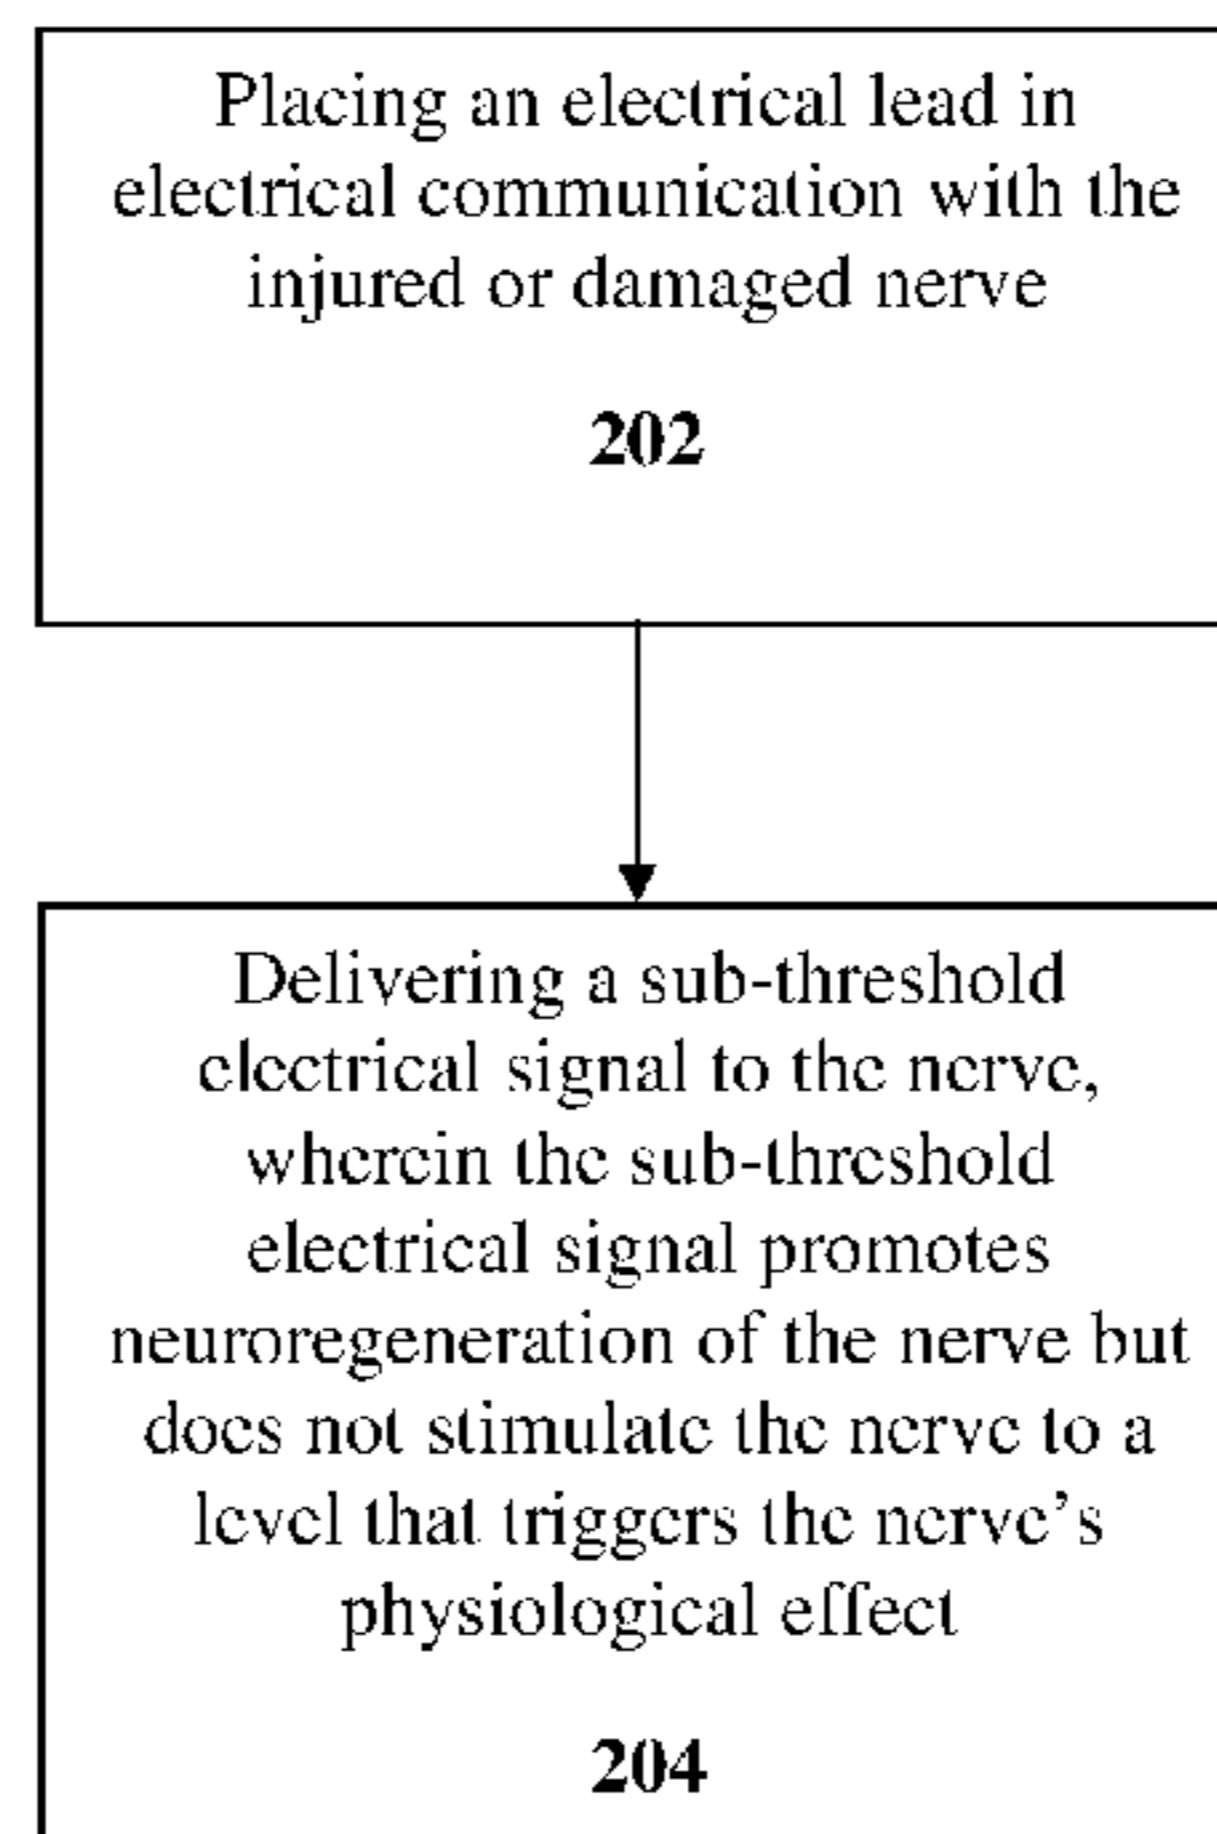 Placing an electrical lead in
electrical communication with the
injured or damaged nerve
202
Delivering a sub-threshold
electrical signal to the nerve,
wherein the sub-threshold
electrical signal promotes
neuroregeneration of the nerve but
does not stimulate the nerve to a
level that triggers the nerve’s
physiological effect
204